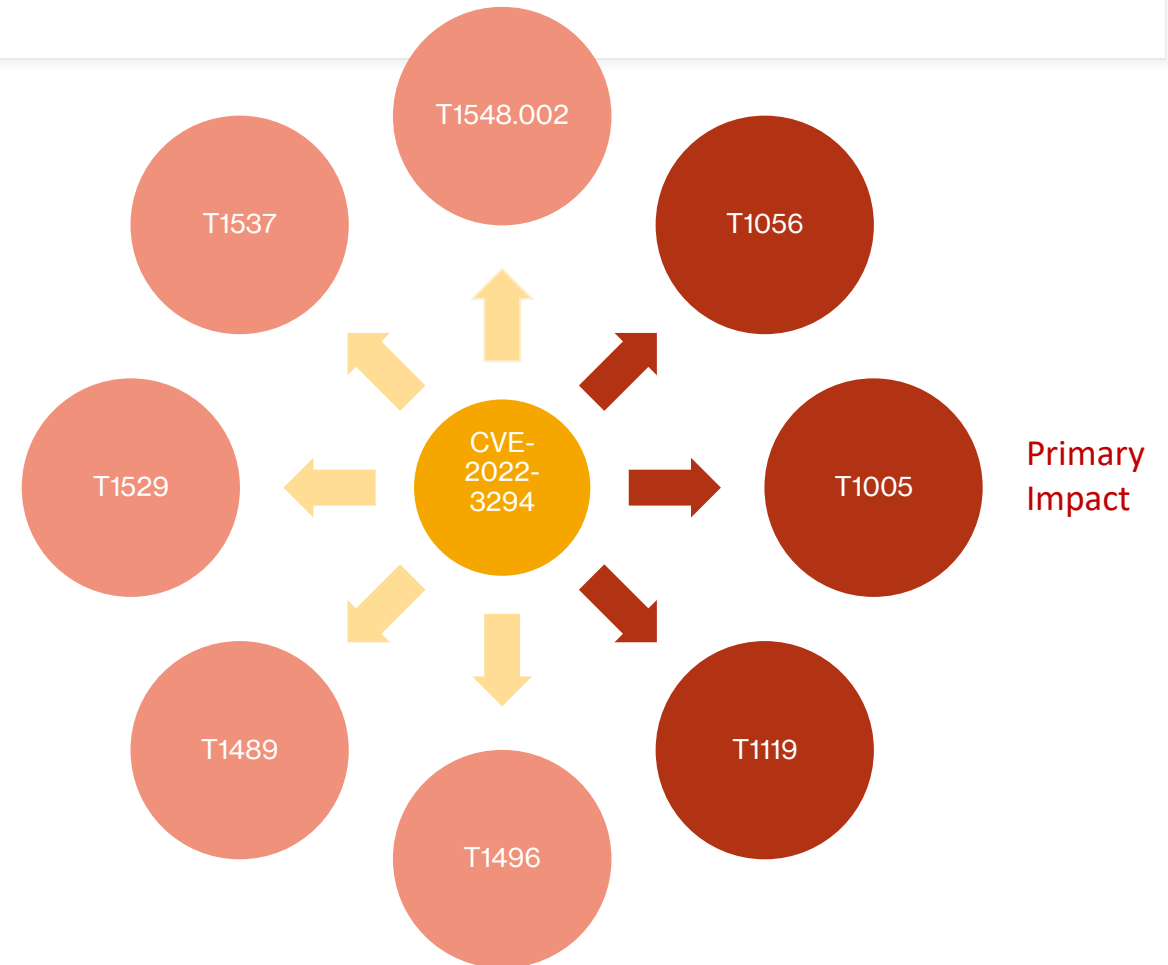 T1548.002
T1537
T1056
T1529
CVE-
2022-
3294
T1005
Primary
Impact
T1489
T1119
T1496